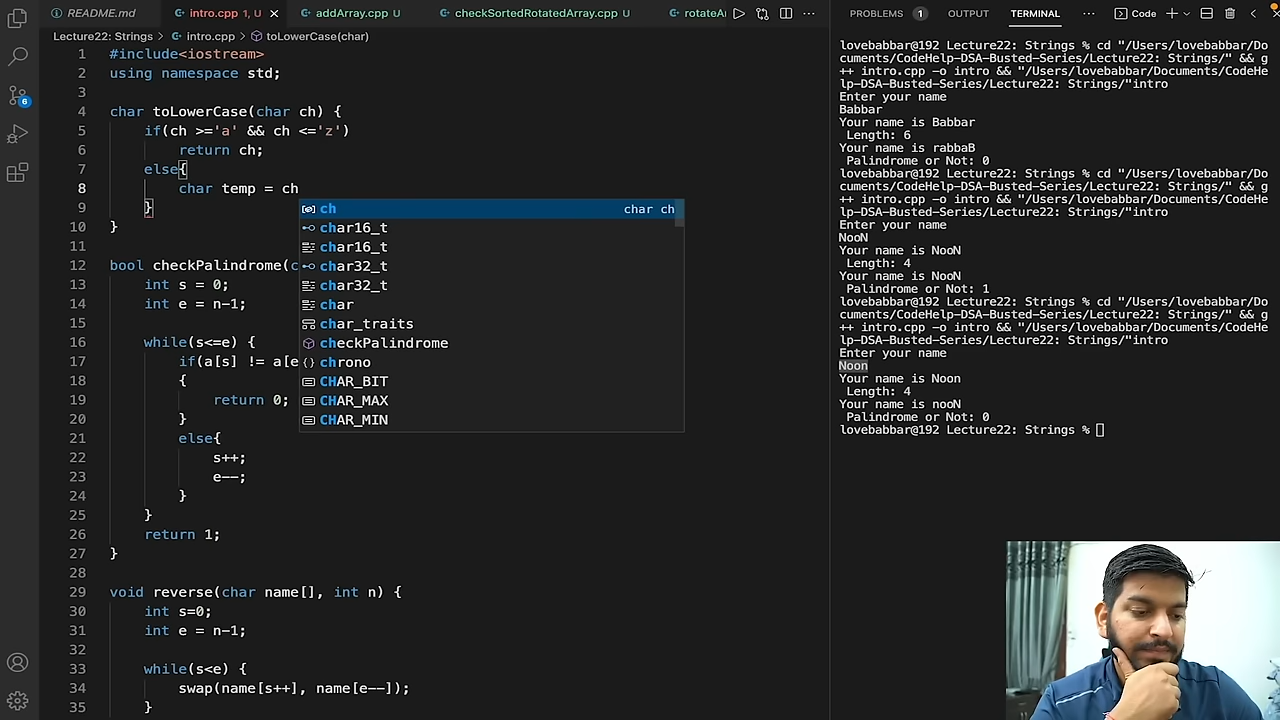 README.md
intro.cpp 1, U
addArray.cpp U
checkSortedRotatedArray.cpp U
rotateAr
Lecture22: Strings > intro.cpp > toLowerCase(char)
1 #include<iostream>
2 using namespace std;
3
4 char toLowerCase(char ch) {
5 if(ch >='a' && ch <='z')
6 return ch;
7 else{
8 char temp = ch
9 }
10 }
11
12 bool checkPalindrome(c
13 int s = 0;
14 int e = n-1;
15
16 while(s<=e) {
17 if(a[s] != a[e
18 {
19 return 0;
20 }
21 else{
22 s++;
23 e--;
24 }
25 }
26 return 1;
27 }
28
29 void reverse(char name[], int n) {
30 int s=0;
31 int e = n-1;
32
33 while(s<e) {
34 swap(name[s++], name[e--]);
35 }
ch char ch
char16_t
char16_t
char32_t
char32_t
char
char_traits
checkPalindrome
chrono
CHAR_BIT
CHAR_MAX
CHAR_MIN
6
PROBLEMS 1 OUTPUT TERMINAL ··· Code
lovebabbar@192 Lecture22: Strings % cd "/Users/lovebabbar/Do
cuments/CodeHelp-DSA-Busted-Series/Lecture22: Strings/" && g
++ intro.cpp -o intro && "/Users/lovebabbar/Documents/CodeHe
lp-DSA-Busted-Series/Lecture22: Strings/"intro
Enter your name
Babbar
Your name is Babbar
Length: 6
Your name is rabbaB
Palindrome or Not: 0
lovebabbar@192 Lecture22: Strings % cd "/Users/lovebabbar/Do
cuments/CodeHelp-DSA-Busted-Series/Lecture22: Strings/" && g
++ intro.cpp -o intro && "/Users/lovebabbar/Documents/CodeHe
lp-DSA-Busted-Series/Lecture22: Strings/"intro
Enter your name
NooN
Your name is NooN
Length: 4
Your name is NooN
Palindrome or Not: 1
lovebabbar@192 Lecture22: Strings % cd "/Users/lovebabbar/Do
cuments/CodeHelp-DSA-Busted-Series/Lecture22: Strings/" && g
++ intro.cpp -o intro && "/Users/lovebabbar/Documents/CodeHe
lp-DSA-Busted-Series/Lecture22: Strings/"intro
Enter your name
Noon
Your name is Noon
Length: 4
Your name is nooN
Palindrome or Not: 0
lovebabbar@192 Lecture22: Strings %